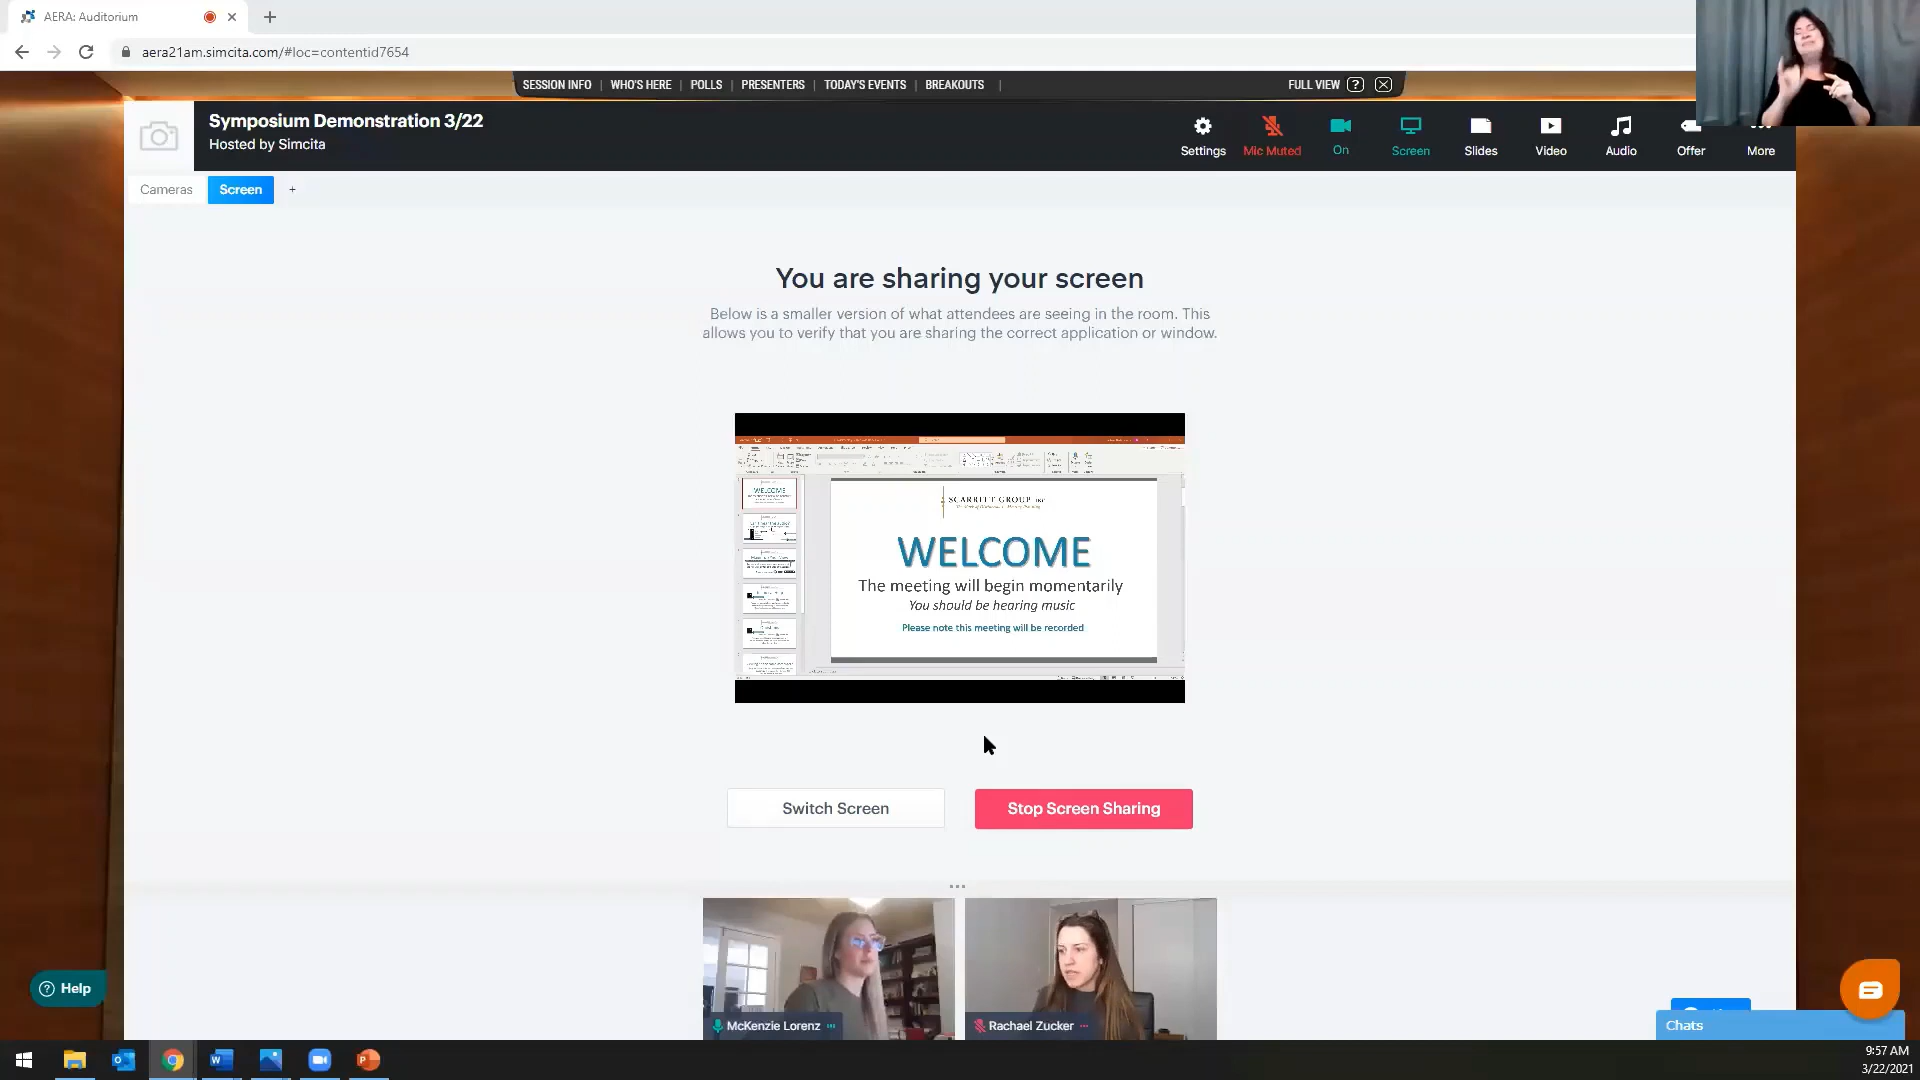 AERA: Auditorium
aera21am.simcita.com/#loc=contentid7654
SESSION INFO | WHO'S HERE | POLLS | PRESENTERS | TODAY'S EVENTS | BREAKOUTS |
FULL VIEW ?
Symposium Demonstration 3/22
Hosted by Simcita
Settings
Mic Muted
On
Screen
Slides
Video
Audio
Offer
More
Cameras
Screen
+
You are sharing your screen
Below is a smaller version of what attendees are seeing in the room. This
allows you to verify that you are sharing the correct application or window.
SCARRITT GROUP INC
WELCOME
The meeting will begin momentarily
You should be hearing music
Please note this meeting will be recorded
WELCOME
Switch Screen
Stop Screen Sharing
McKenzie Lorenz
Rachael Zucker
? Help
Chats
9:57 AM
3/22/2021